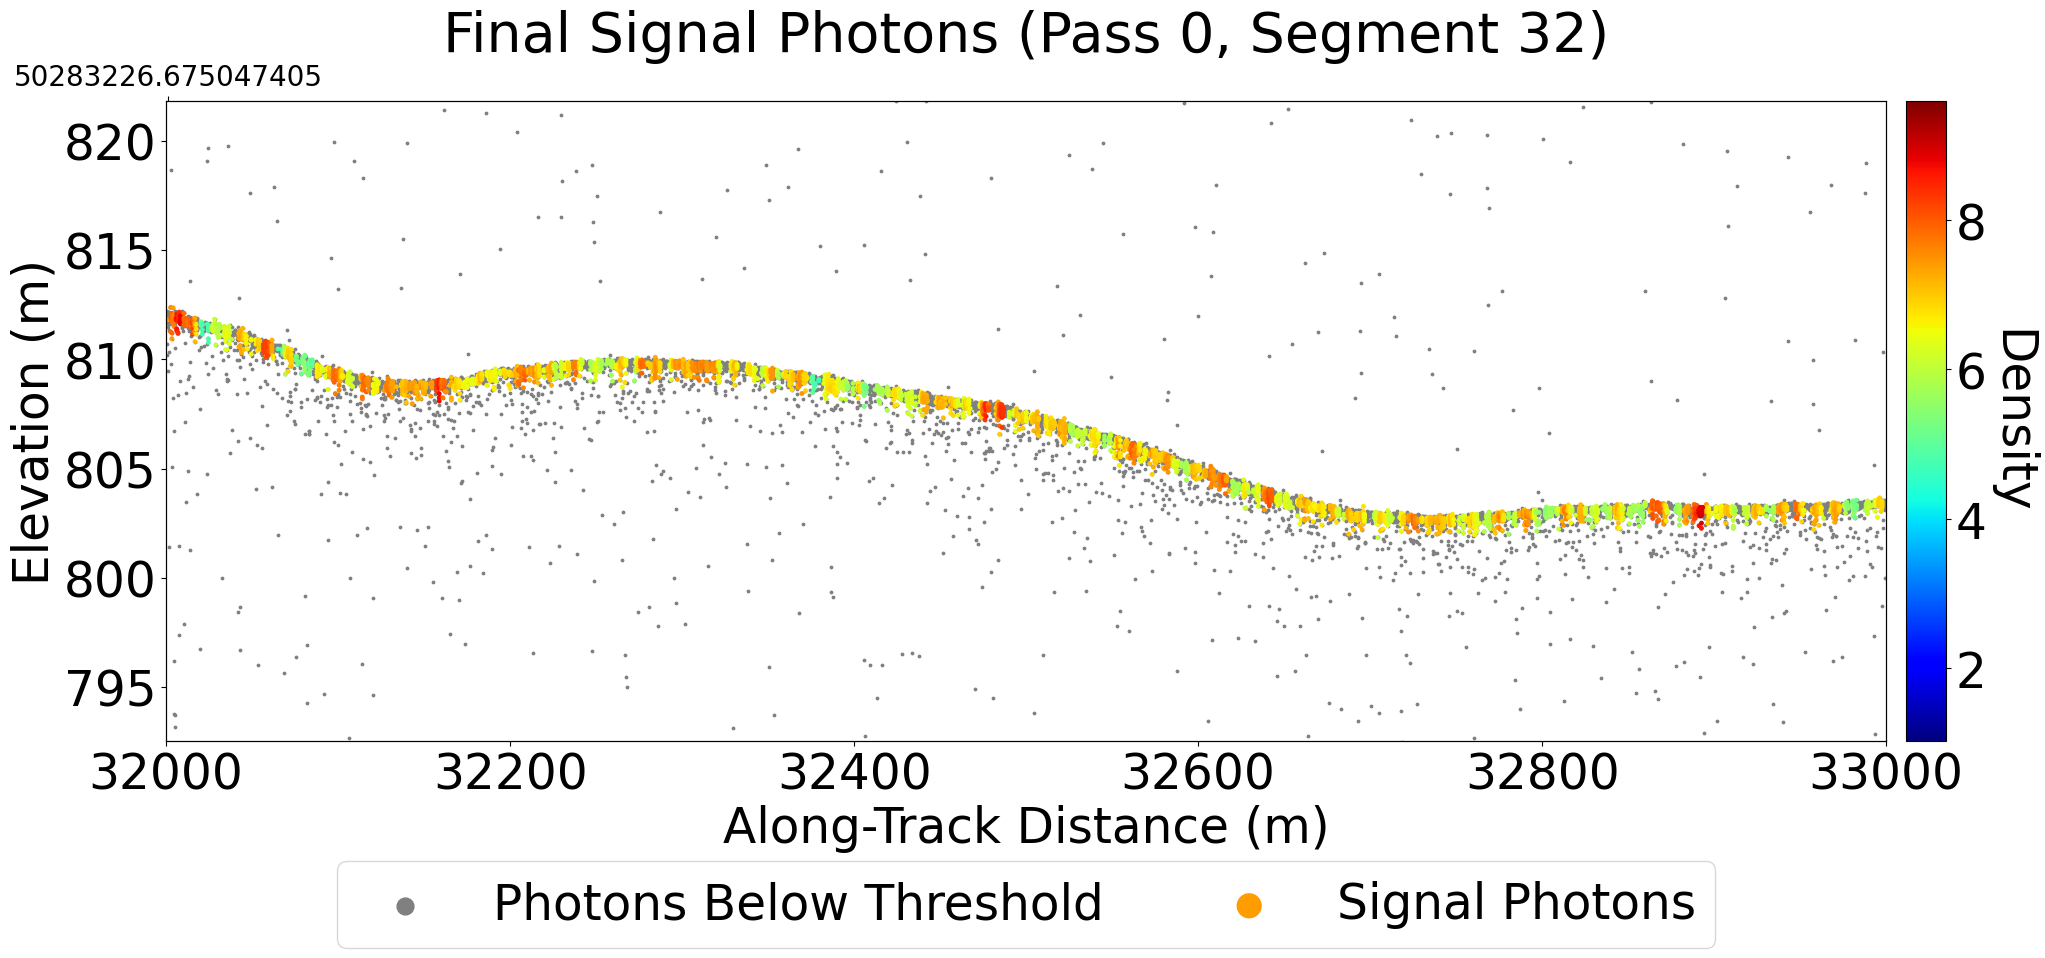 Final Signal Photons (Pass 0, Segment 32)
50283226.675047405
820
815
810
805
800
795
Elevation (m)
32000 32200 32400 32600 32800 33000
Along-Track Distance (m)
8
6
4
2
Density
Photons Below Threshold Signal Photons